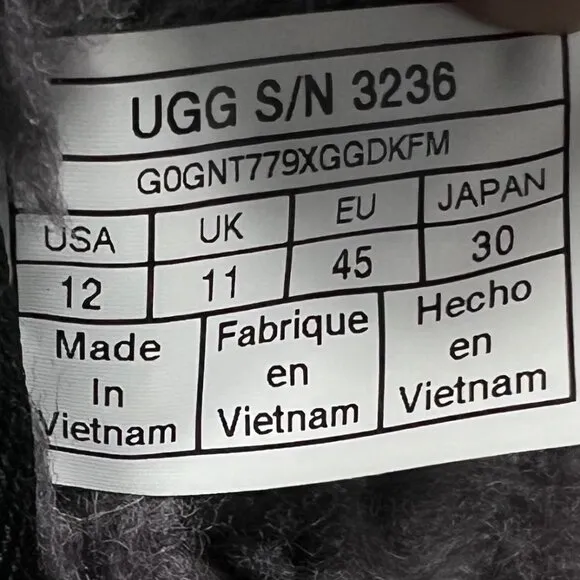 UGG S/N 3236
G0GNT779XGGDKFM
USA UK EU JAPAN
12 11 45 30
Made In Vietnam
Fabrique en Vietnam
Hecho en Vietnam